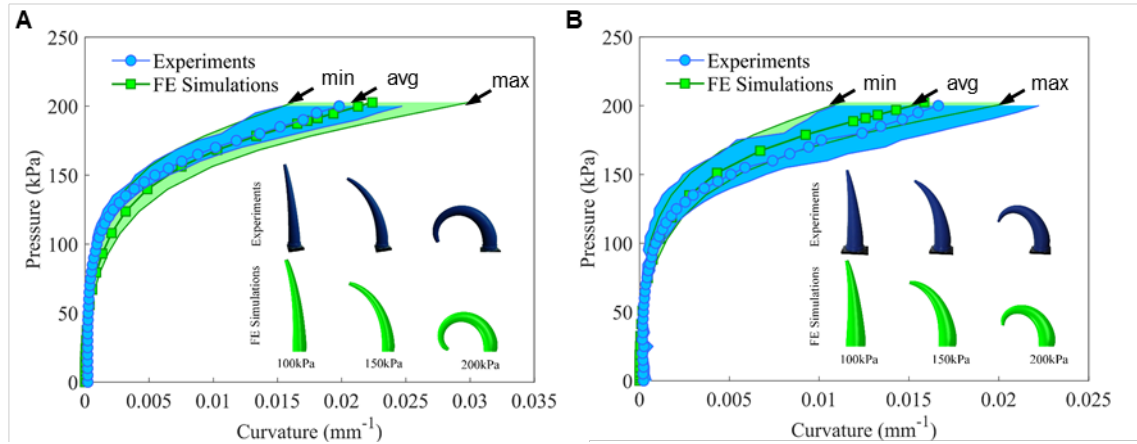 A
250
200
150
100
50
0
Pressure (kPa)
Experiments
FE Simulations
min
avg
max
Experiments
FE Simulations
100kPa
150kPa
200kPa
0
0.005
0.01
0.015
0.02
0.025
0.03
0.035
Curvature (mm⁻¹)
B
250
200
150
100
50
0
Pressure (kPa)
Experiments
FE Simulations
min
avg
max
Experiments
FE Simulations
100kPa
150kPa
200kPa
0
0.005
0.01
0.015
0.02
0.025
Curvature (mm⁻¹)